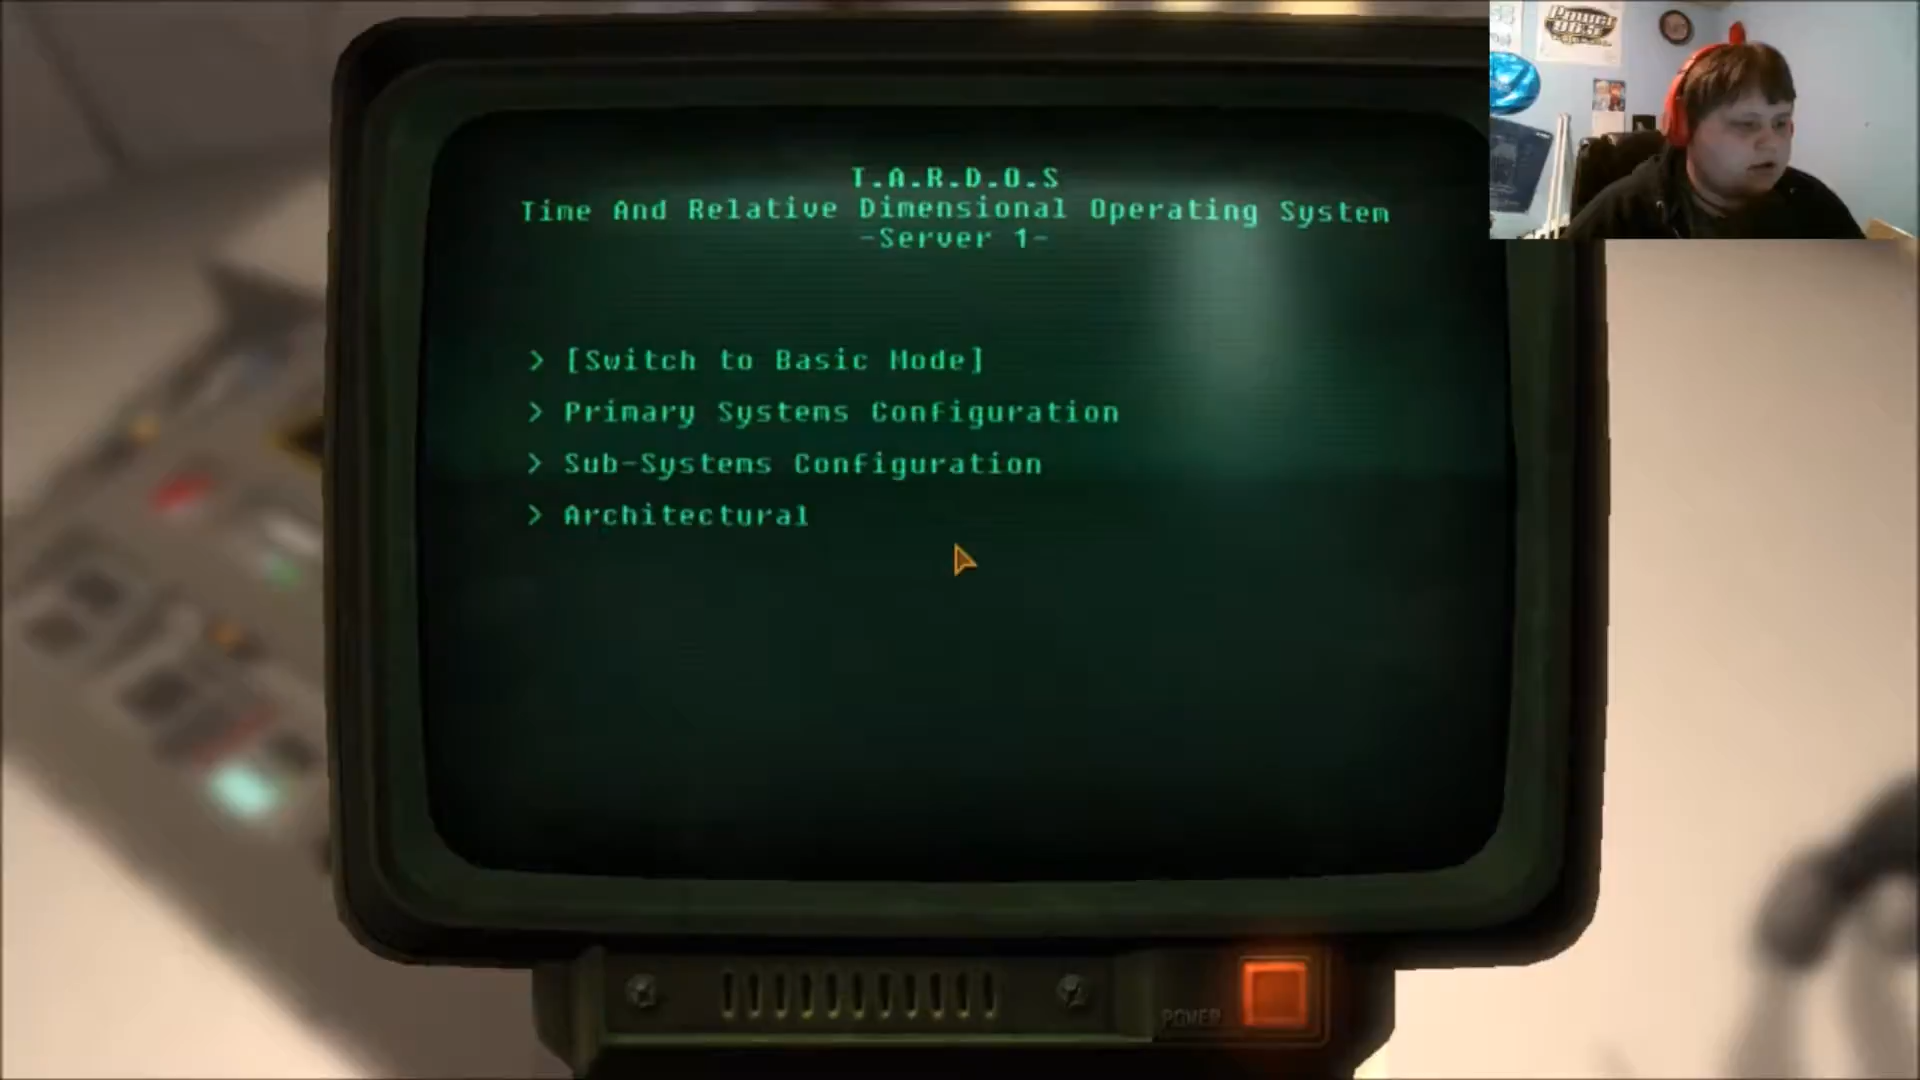 T.A.R.D.O.S
Time And Relative Dimensional Operating System
-Server 1-
> [Switch to Basic Mode]
> Primary Systems Configuration
> Sub-Systems Configuration
> Architectural
POWER